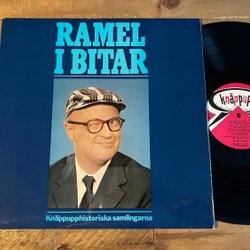 RAMEL
I BITAR
Knäppupphistoriska samlingarna
Knäppupp